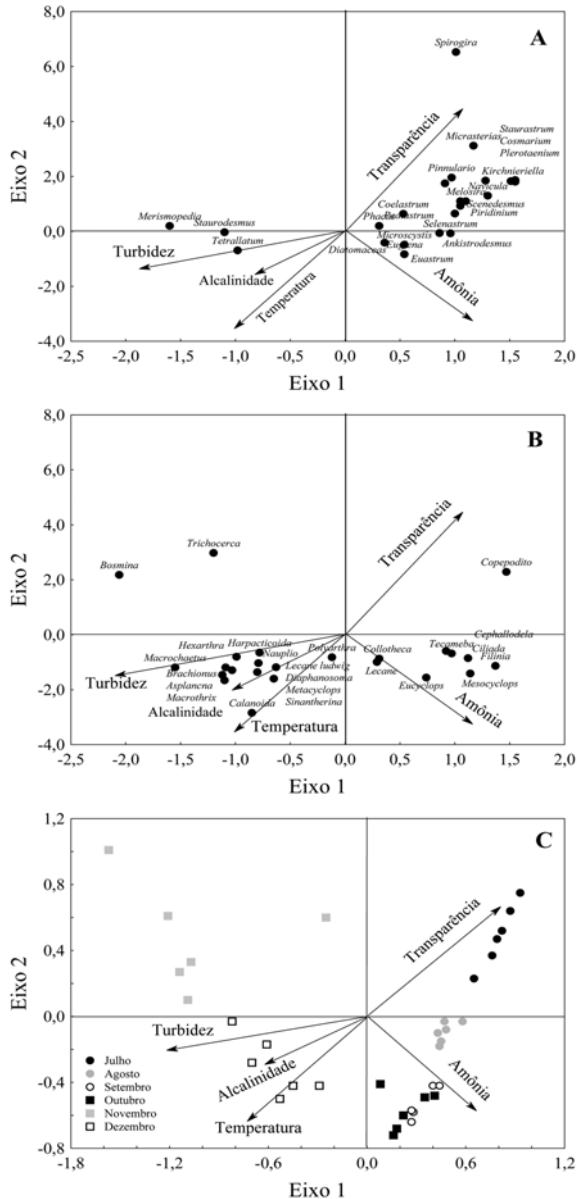 A
8,0
6,0
4,0
2,0
0,0
-2,0
-4,0
Eixo 2
Spirogira
Transparência
Micrasterias
Staurastrum
Cosmarium
Plerotaenium
Pinnulario
Kirchnieriella
Navicula
Melosira
Coelastrum
Scenedesmus
Phacus
Piridinium
Merismopedia
Staurodesmus
Selenastrum
Microscystis
Tetrallatum
Diatomaceas
Euglena
Ankistrodesmus
Turbidez
Euastrum
Alcalinidade
Amônia
Temperatura
-2,5 -2,0 -1,5 -1,0 -0,5 0,0 0,5 1,0 1,5 2,0
Eixo 1
B
8,0
6,0
4,0
2,0
0,0
-2,0
-4,0
Eixo 2
Transparência
Trichocerca
Bosmina
Copepodito
Cephallodela
Hexarthra
Harpacticoida
Polyarthra
Collotheca
Tecameba
Ciliada
Macrochaetus
Nauplio
Filinia
Turbidez
Brachionus
Lecane ludwig
Lecane
Asplancna
Diaphanosoma
Mesocyclops
Macrothrix
Metacyclops
Eucyclops
Alcalinidade
Calanoida
Sinantherina
Amônia
Temperatura
-2,5 -2,0 -1,5 -1,0 -0,5 0,0 0,5 1,0 1,5 2,0
Eixo 1
C
1,2
0,8
0,4
0,0
-0,4
-0,8
Eixo 2
Transparência
Turbidez
Alcalinidade
Amônia
Temperatura
Julho
Agosto
Setembro
Outubro
Novembro
Dezembro
-1,8 -1,2 -0,6 0,0 0,6 1,2
Eixo 1